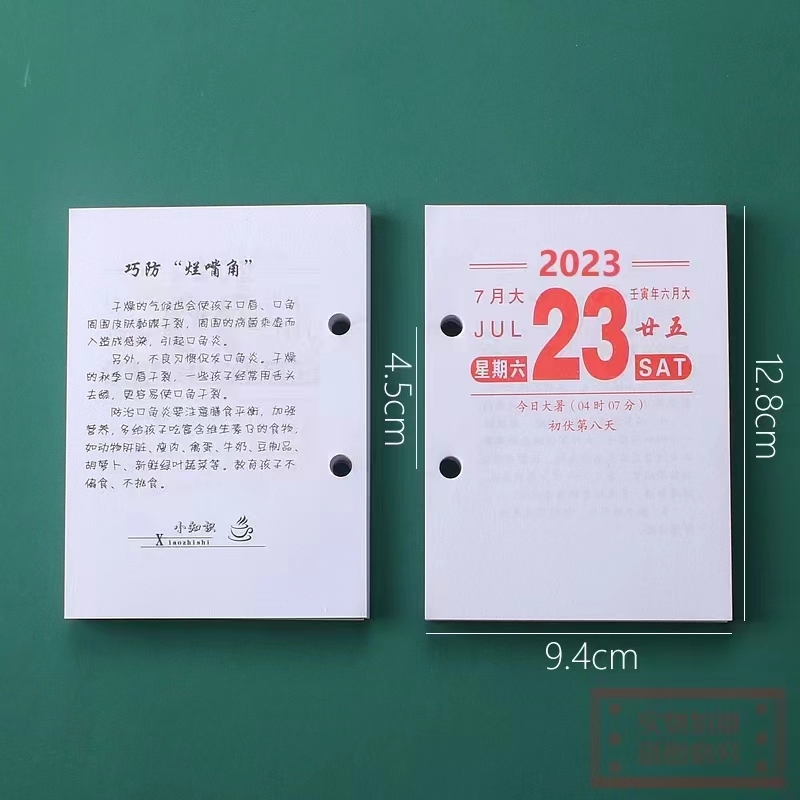 巧防“烂嘴角”
干燥的气候也会使孩子口唇、口角
周围皮肤黏膜干裂，周围的病菌乘虚而
入造成感染，引起口角炎。
另外，不良习惯促发口角炎。干燥
的秋季口唇干裂，一些孩子经常用舌头
去舔，更容易使口角干裂。
防治口角炎要注意膳食平衡，加强
营养，多给孩子吃富含维生素B的食物，
如动物肝脏、瘦肉、禽蛋、牛奶、豆制品、
胡萝卜、新鲜绿叶蔬菜等。教育孩子不
偏食、不挑食。
小知识
Xiaozhishi
4.5cm
2023
7月大
壬寅年六月大
JUL
23
廿五
星期六
SAT
今日大暑(04时07分)
初伏第八天
12.8cm
9.4cm